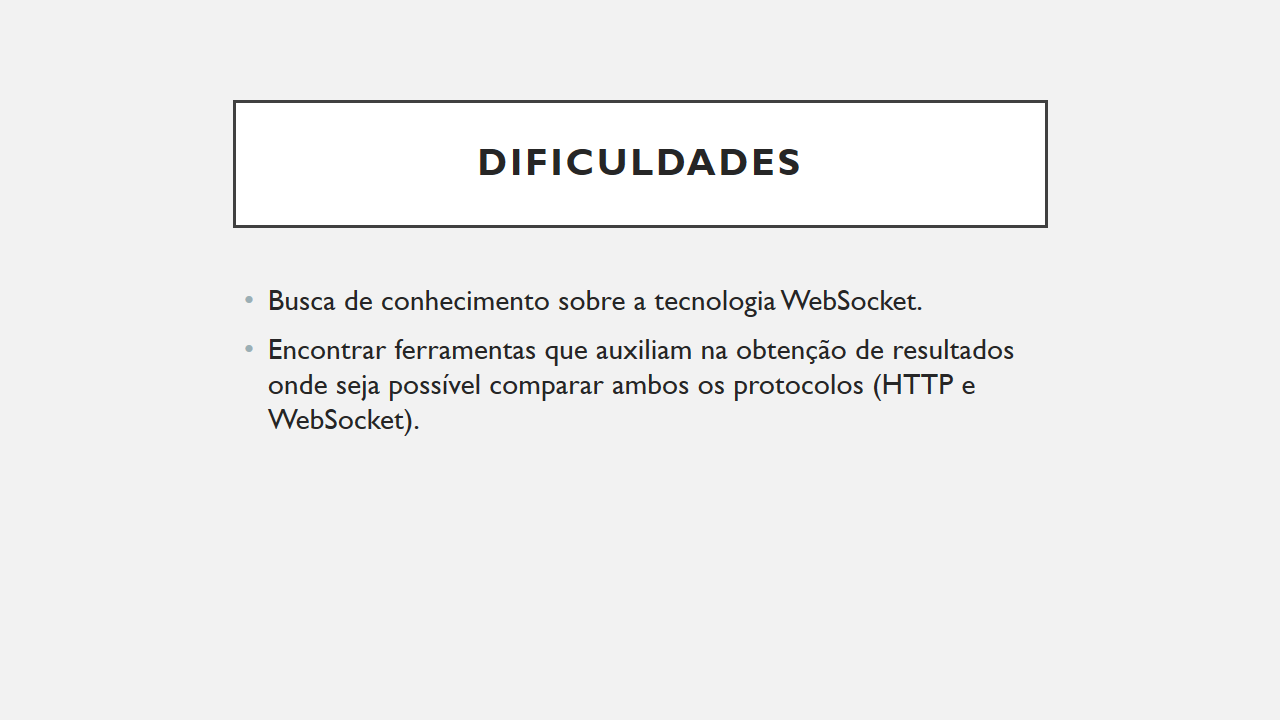 DIFICULDADES
• Busca de conhecimento sobre a tecnologia WebSocket.
• Encontrar ferramentas que auxiliam na obtenção de resultados
onde seja possível comparar ambos os protocolos (HTTP e
WebSocket).